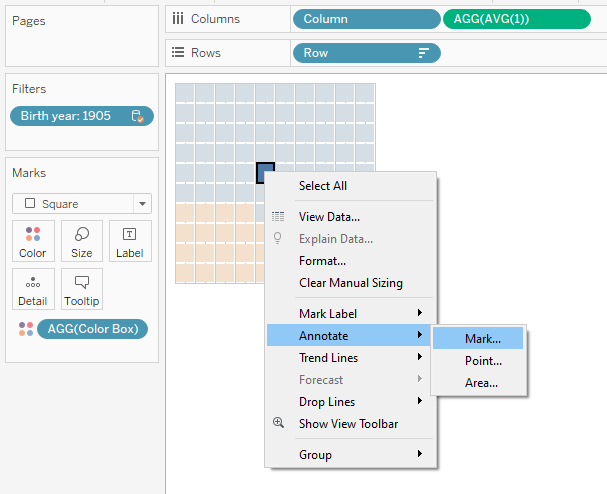 Pages
Columns
Column
AGG(AVG(1))
Rows
Row
Filters
Birth year: 1905
Marks
Square
Color
Size
Label
Detail
Tooltip
AGG(Color Box)
Select All
View Data...
Explain Data...
Format...
Clear Manual Sizing
Mark Label
Annotate
Trend Lines
Forecast
Drop Lines
Show View Toolbar
Group
Mark...
Point...
Area...